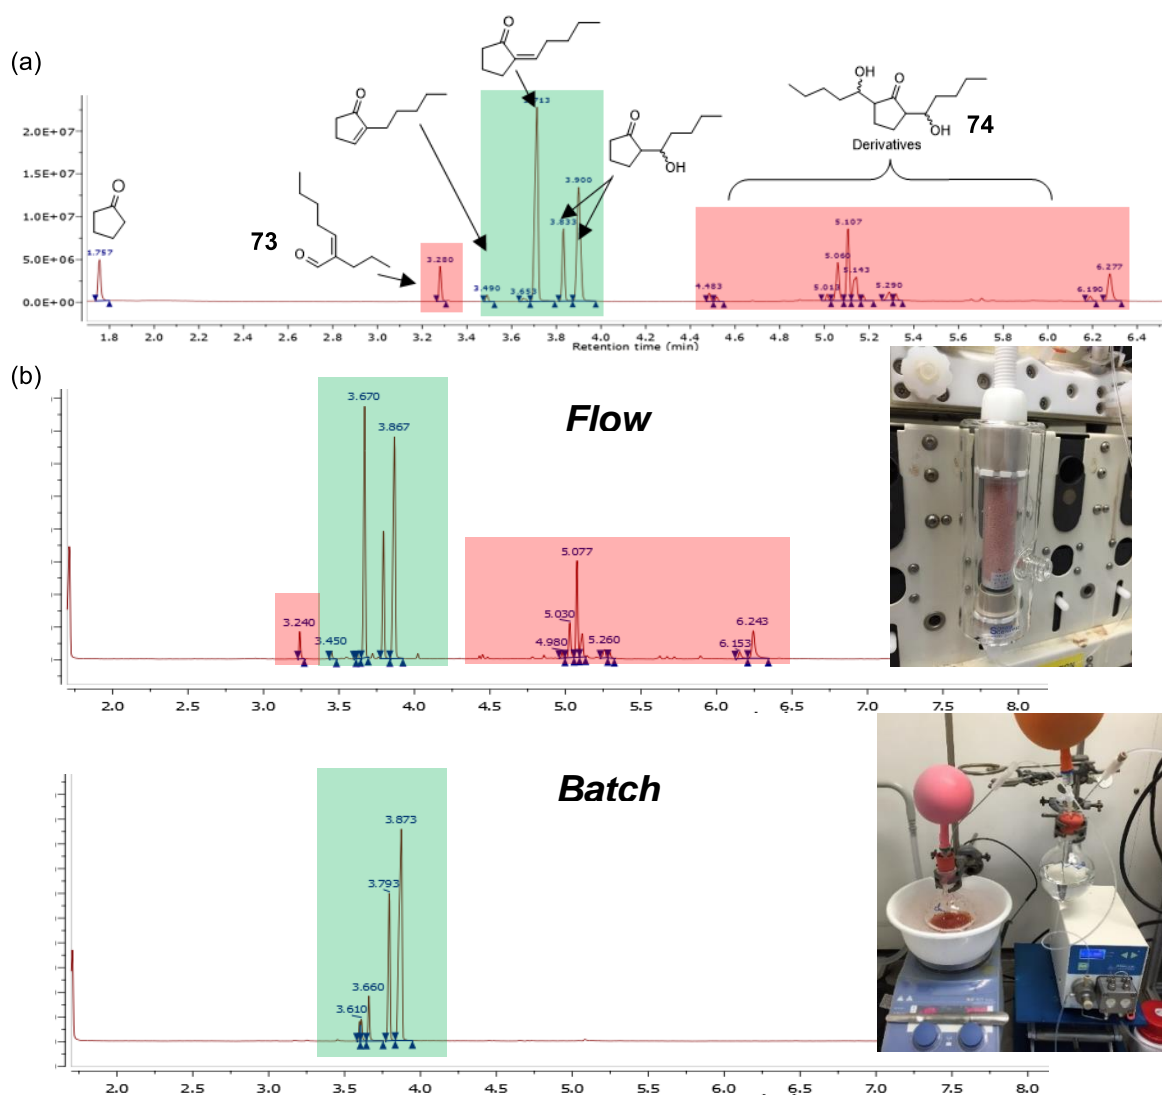 (a)
O
O
O
O
OH
OH
O
OH
74
Derivatives
73
O
2.0E+07
1.5E+07
1.0E+07
5.0E+06
0.0E+00
1.757
3.280
3.490
3.653
3.833
3.900
4.483
5.013
5.060
5.107
5.143
5.290
6.190
6.277
1.8 2.0 2.2 2.4 2.6 2.8 3.0 3.2 3.4 3.6 3.8 4.0 4.2 4.4 4.6 4.8 5.0 5.2 5.4 5.6 5.8 6.0 6.2 6.4
Retention time (min)
(b)
Flow
3.240
3.450
3.670
3.867
4.980
5.030
5.077
5.260
6.153
6.243
2.0 2.5 3.0 3.5 4.0 4.5 5.0 5.5 6.0 6.5 7.0 7.5 8.0
Batch
3.610
3.660
3.793
3.873
2.0 2.5 3.0 3.5 4.0 4.5 5.0 5.5 6.0 6.5 7.0 7.5 8.0